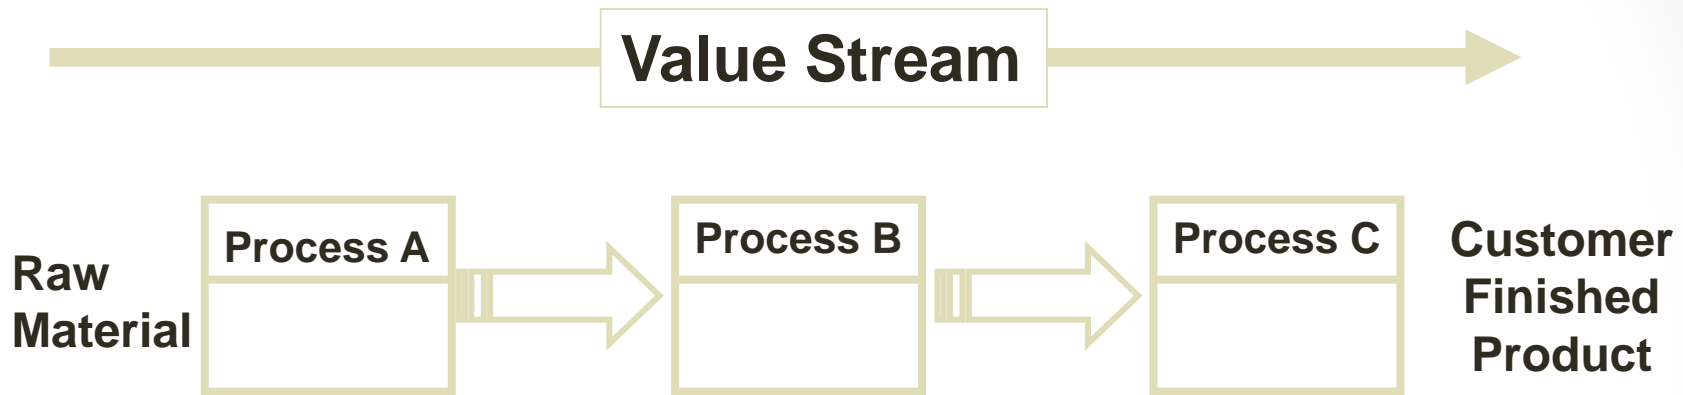 Value Stream
Raw
Material
Process A
Process B
Process C
Customer
Finished
Product